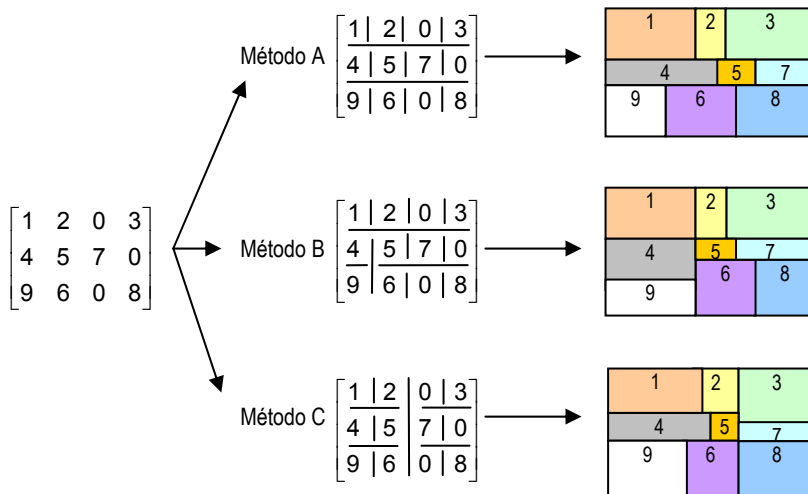 1 2 0 3
4 5 7 0
9 6 0 8
Método A
1 | 2 | 0 | 3
4 | 5 | 7 | 0
9 | 6 | 0 | 8
1 2 3
4 5 7
9 6 8
Método B
1 | 2 | 0 | 3
4 | 5 | 7 | 0
9 | 6 | 0 | 8
1 2 3
4 5 7
9 6 8
Método C
1 | 2 | 0 | 3
4 | 5 | 7 | 0
9 | 6 | 0 | 8
1 2 3
4 5 7
9 6 8